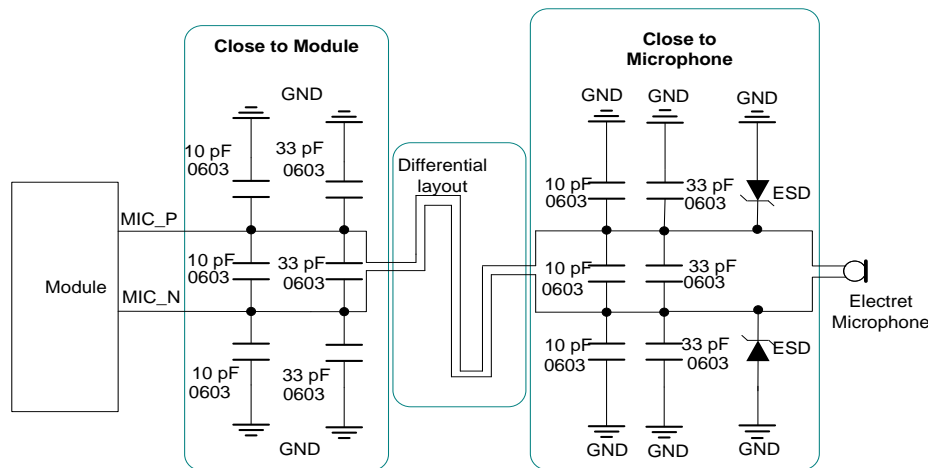 Close to Module
Close to
Microphone
GND
GND
GND
GND
10 pF
0603
33 pF
0603
Differential
layout
10 pF
0603
33 pF
0603
ESD
MIC_P
10 pF
0603
33 pF
0603
10 pF
0603
33 pF
0603
Module
MIC_N
Electret
Microphone
10 pF
0603
33 pF
0603
10 pF
0603
33 pF
0603
ESD
GND
GND
GND
GND